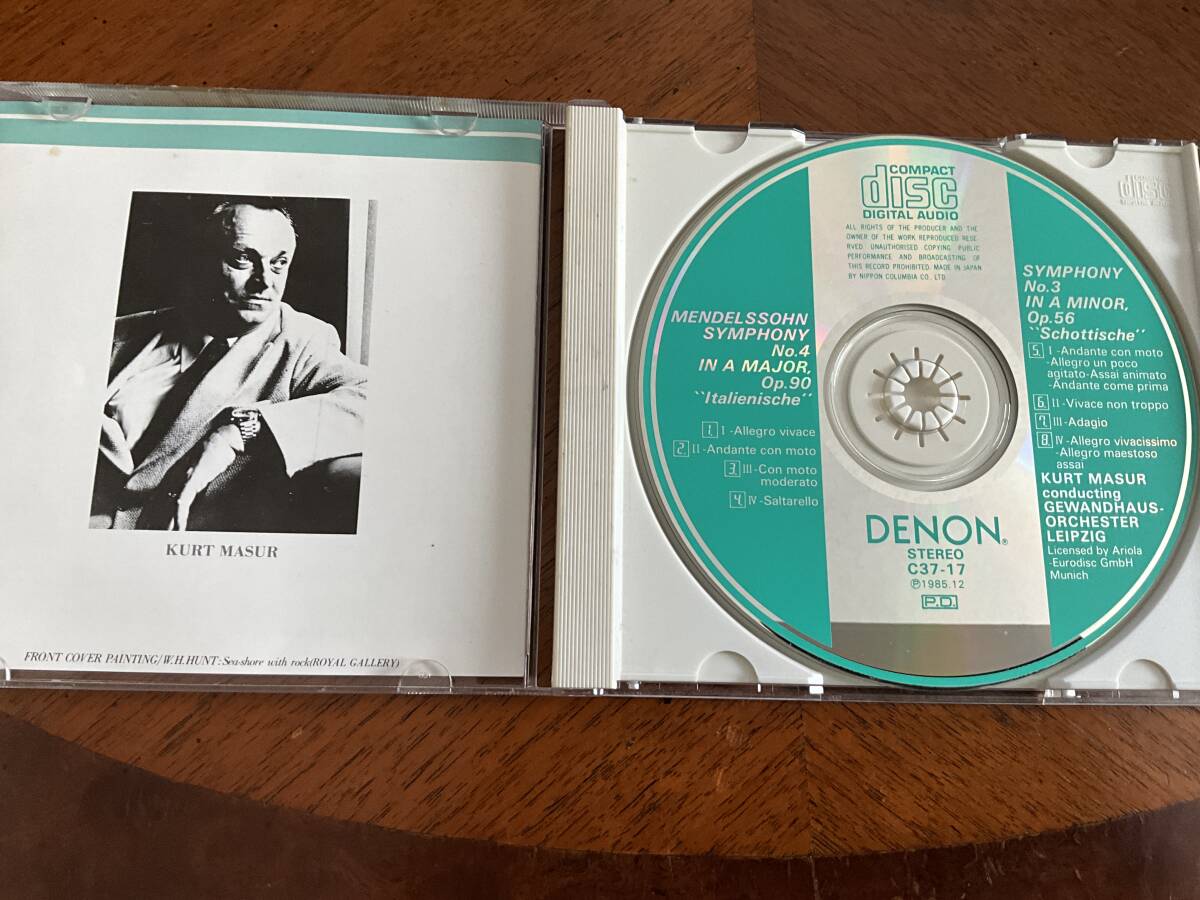 KURT MASUR
FRONT COVER PAINTING/W.H.HUNT: Sea-shore with rock(ROYAL GALLERY)
COMPACT
disc
DIGITAL AUDIO
ALL RIGHTS OF THE PRODUCER AND THE
OWNER OF THE WORK REPRODUCED RESE-
RVED. UNAUTHORISED COPYING PUBLIC
PERFORMANCE AND BROADCASTING OF
THIS RECORD PROHIBITED. MADE IN JAPAN
BY NIPPON COLUMBIA CO., LTD.
MENDELSSOHN
SYMPHONY
No.4
IN A MAJOR,
Op.90
"Italienische"
1. I -Allegro vivace
2. II-Andante con moto
3. III-Con moto
moderato
4. IV-Saltarello
SYMPHONY
No.3
IN A MINOR,
Op.56
"Schottische"
5. I -Andante con moto
-Allegro un poco
agitato-Assai animato
-Andante come prima
6. II-Vivace non troppo
7. III-Adagio
8. IV-Allegro vivacissimo
-Allegro maestoso
assai
KURT MASUR
conducting
GEWANDHAUS-
ORCHESTER
LEIPZIG
Licensed by Ariola
-Eurodisc GmbH
Munich
DENON®
STEREO
C37-17
Ⓟ1985.12
P.D.
COMPACT
disc